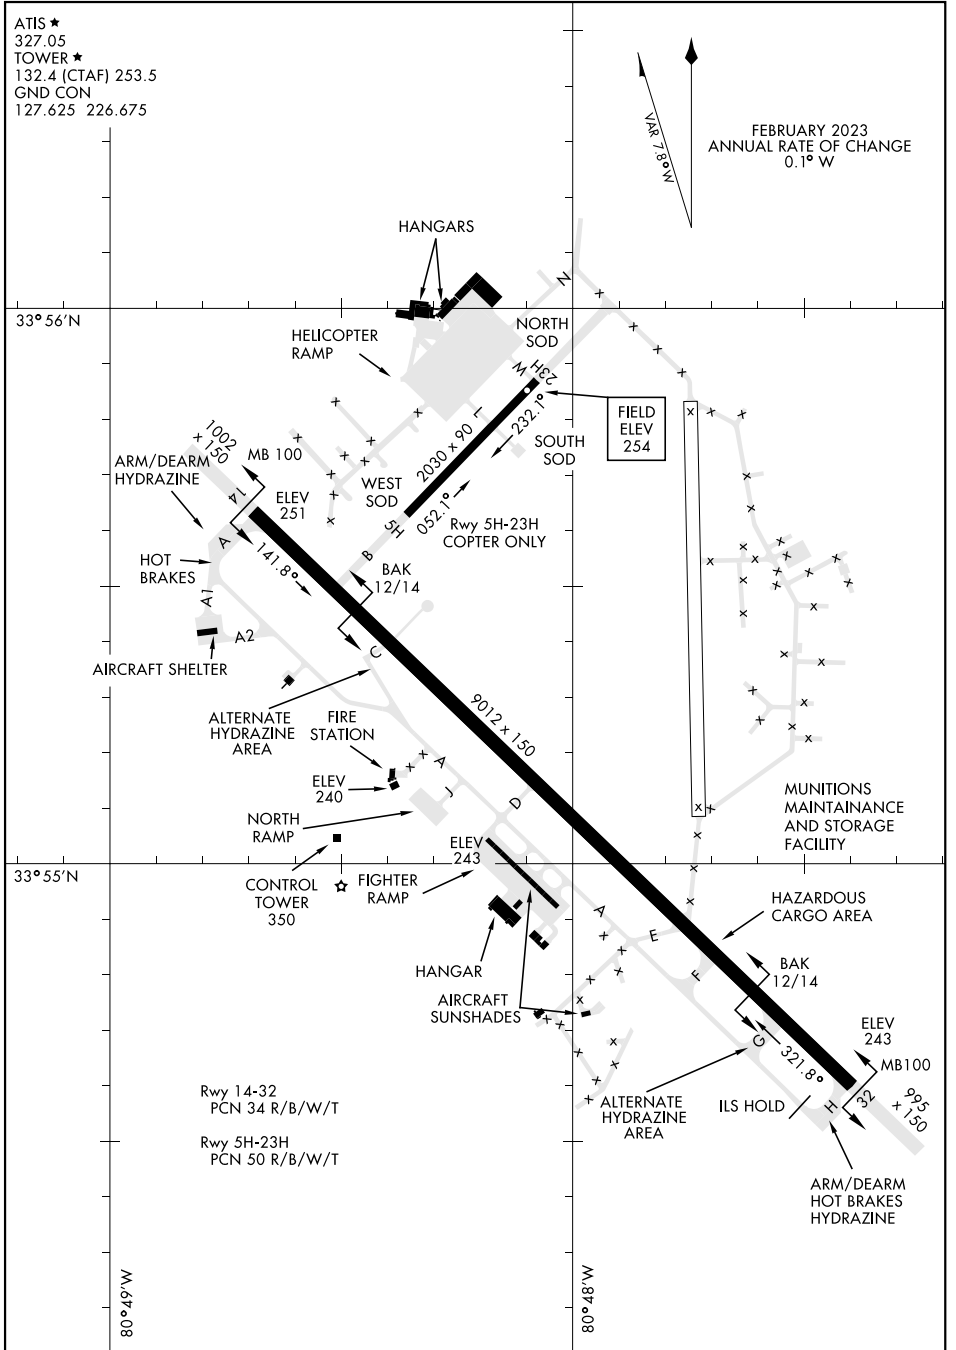 ATIS ★
327.05
TOWER ★
132.4 (CTAF) 253.5
GND CON
127.625 226.675
VAR 7.8° W
FEBRUARY 2023
ANNUAL RATE OF CHANGE
0.1° W
HANGARS
N
33° 56'N
HELICOPTER
RAMP
NORTH
SOD
W
23H
FIELD
ELEV
254
232.1°
L
2030 x 90
SOUTH
SOD
1002
x 150
ARM/DEARM
HYDRAZINE
MB 100
14
ELEV
251
WEST
SOD
052.1°
5H
Rwy 5H-23H
COPTER ONLY
A
HOT
BRAKES
141.8°
B
BAK
12/14
A1
A2
AIRCRAFT SHELTER
C
ALTERNATE
HYDRAZINE
AREA
FIRE
STATION
9012 x 150
A
ELEV
240
J
D
NORTH
RAMP
MUNITIONS
MAINTAINANCE
AND STORAGE
FACILITY
ELEV
243
33° 55'N
CONTROL
TOWER
350
FIGHTER
RAMP
HAZARDOUS
CARGO AREA
A
E
F
HANGAR
BAK
12/14
AIRCRAFT
SUNSHADES
G
321.8°
ELEV
243
MB100
32
995
x 150
H
ILS HOLD
ALTERNATE
HYDRAZINE
AREA
Rwy 14-32
PCN 34 R/B/W/T
Rwy 5H-23H
PCN 50 R/B/W/T
ARM/DEARM
HOT BRAKES
HYDRAZINE
80° 49'W
80° 48'W